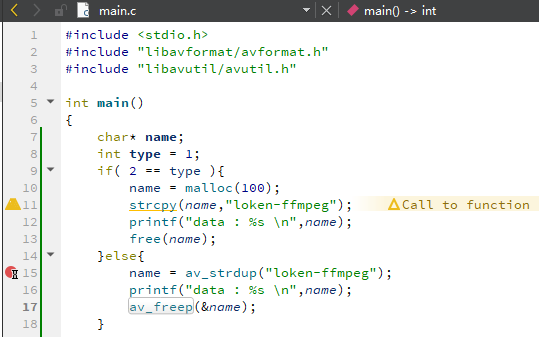 main.c main() -> int
1 #include <stdio.h>
2 #include "libavformat/avformat.h"
3 #include "libavutil/avutil.h"
4
5 int main()
6 {
7 char* name;
8 int type = 1;
9 if( 2 == type ){
10 name = malloc(100);
11 strcpy(name,"loken-ffmpeg"); Call to function
12 printf("data : %s \n",name);
13 free(name);
14 }else{
15 name = av_strdup("loken-ffmpeg");
16 printf("data : %s \n",name);
17 av_freep(&name);
18 }